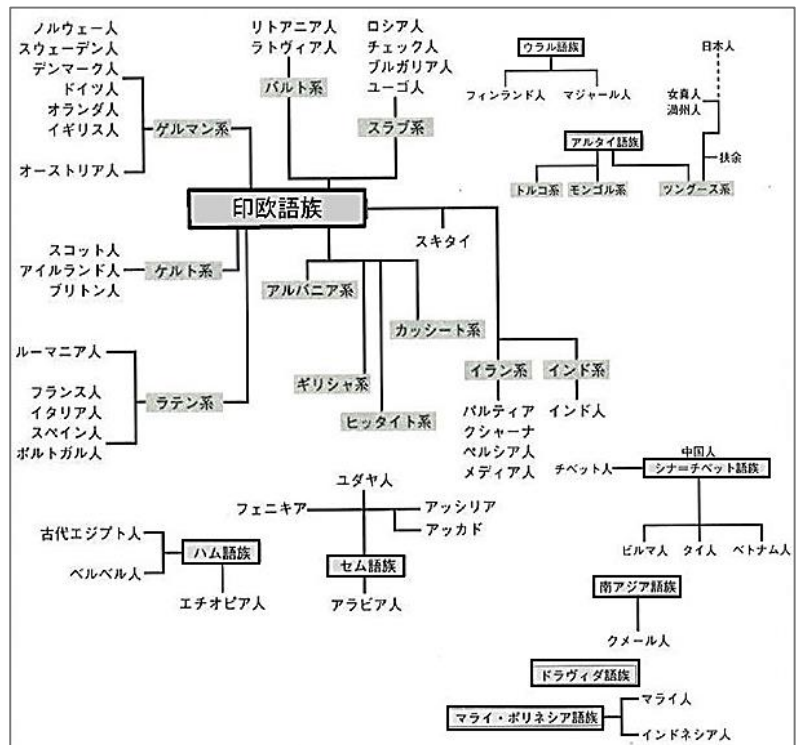 ノルウェー人
スウェーデン人
デンマーク人
ドイツ人
オランダ人
イギリス人
オーストリア人
ゲルマン系
リトアニア人
ラトヴィア人
バルト系
ロシア人
チェック人
ブルガリア人
ユーゴ人
スラブ系
ウラル語族
フィンランド人
マジャール人
日本人
女真人
満州人
扶余
アルタイ語族
トルコ系
モンゴル系
ツングース系
印欧語族
スキタイ
スコット人
アイルランド人
ブリトン人
ケルト系
アルバニア系
カッシート系
ギリシャ系
ヒッタイト系
イラン系
インド系
パルティア
クシャーナ
ペルシア人
メディア人
インド人
ルーマニア人
フランス人
イタリア人
スペイン人
ポルトガル人
ラテン系
中国人
チベット人
シナ=チベット語族
ビルマ人
タイ人
ベトナム人
ユダヤ人
フェニキア
アッシリア
アッカド
セム語族
アラビア人
古代エジプト人
ベルベル人
ハム語族
エチオピア人
南アジア語族
クメール人
ドラヴィダ語族
マライ・ポリネシア語族
マライ人
インドネシア人